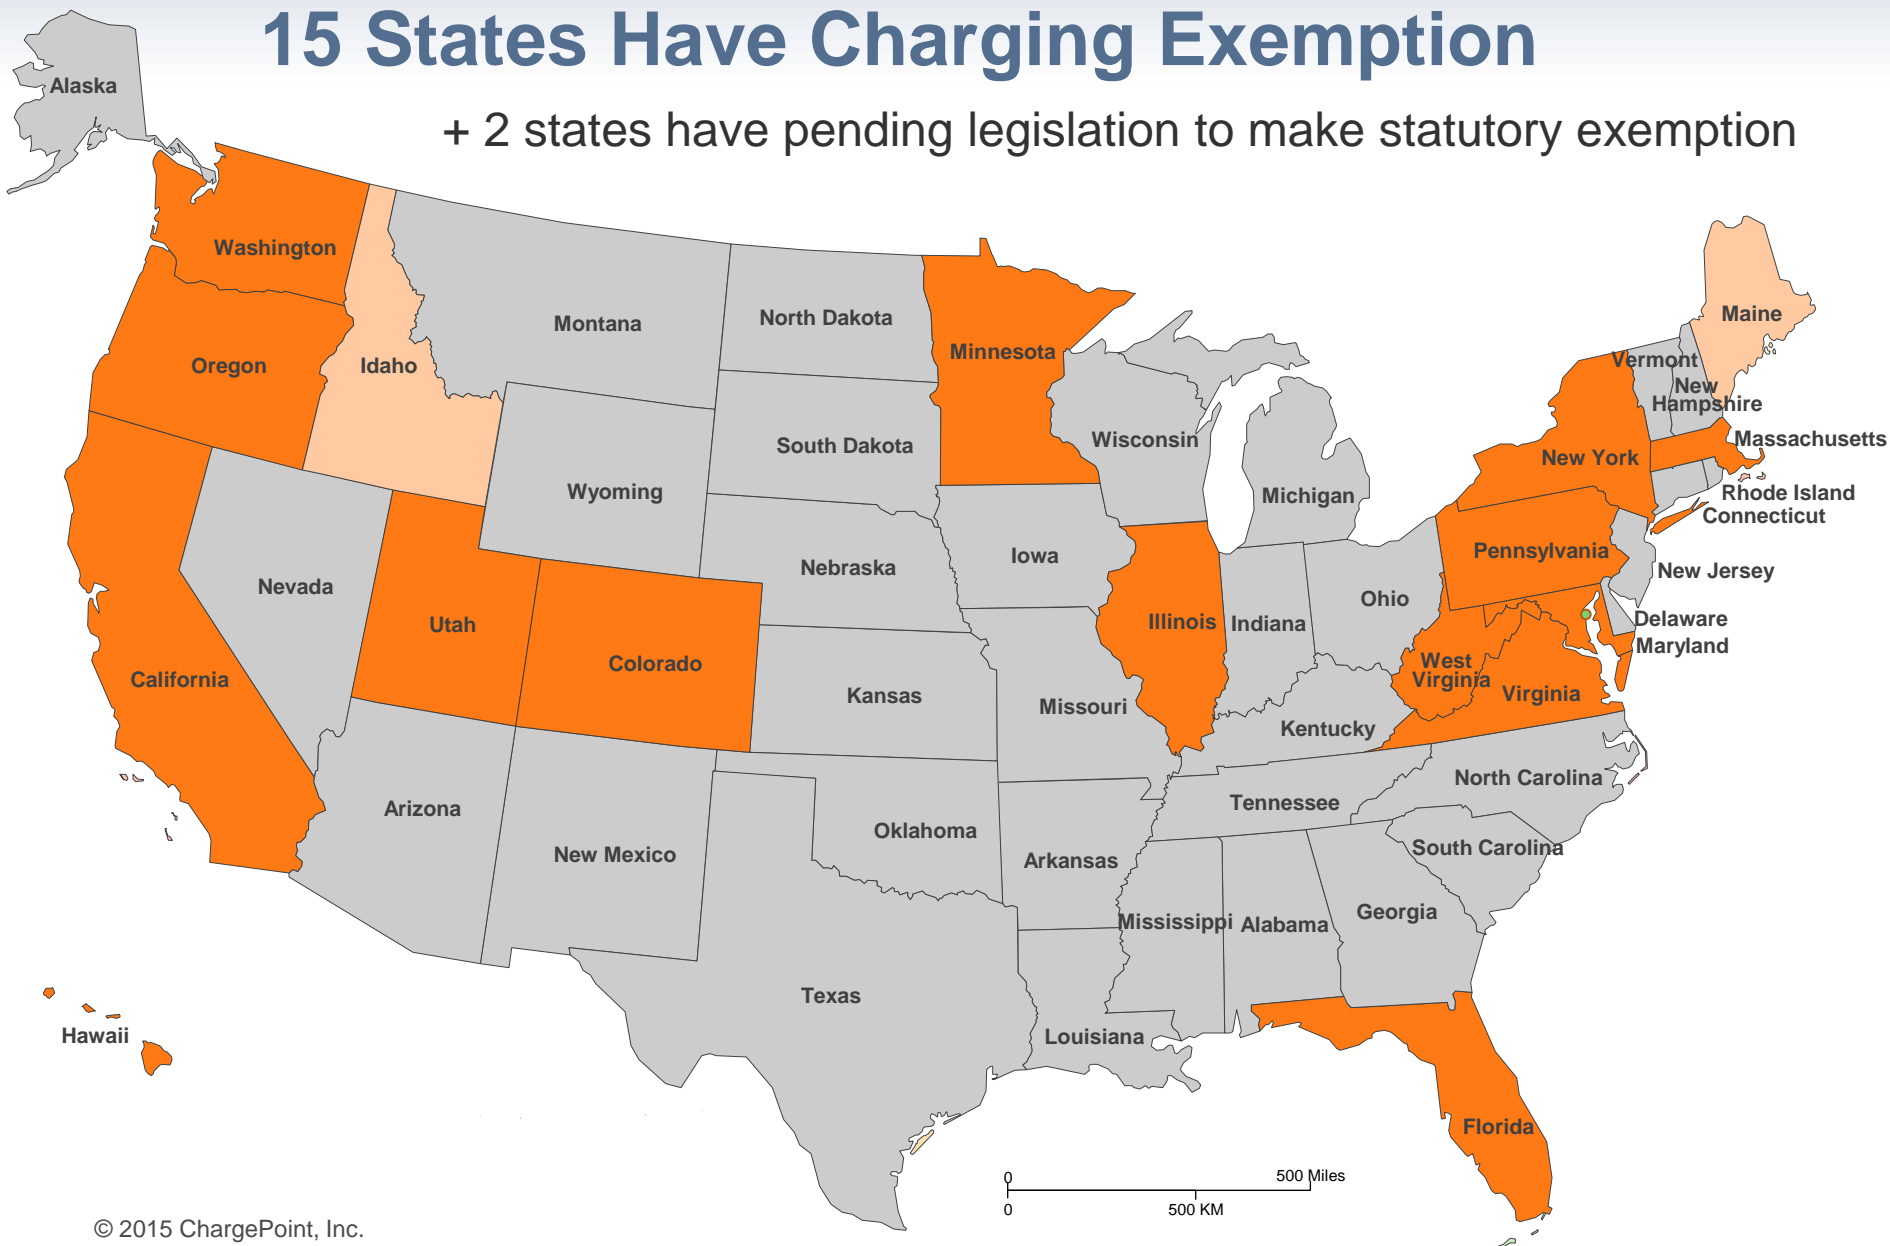 15 States Have Charging Exemption
+ 2 states have pending legislation to make statutory exemption
Alaska
Washington
Oregon
Idaho
Montana
North Dakota
Minnesota
Maine
Vermont
New
Hampshire
Massachusetts
New York
Wisconsin
South Dakota
Wyoming
Michigan
Rhode Island
Connecticut
Pennsylvania
New Jersey
Iowa
Nebraska
Nevada
Utah
Colorado
Illinois
Indiana
Ohio
Delaware
Maryland
West
Virginia
Virginia
California
Kansas
Missouri
Kentucky
North Carolina
Tennessee
Arizona
New Mexico
Oklahoma
Arkansas
South Carolina
Mississippi
Alabama
Georgia
Texas
Louisiana
Hawaii
Florida
0
500 Miles
0
500 KM
© 2015 ChargePoint, Inc.